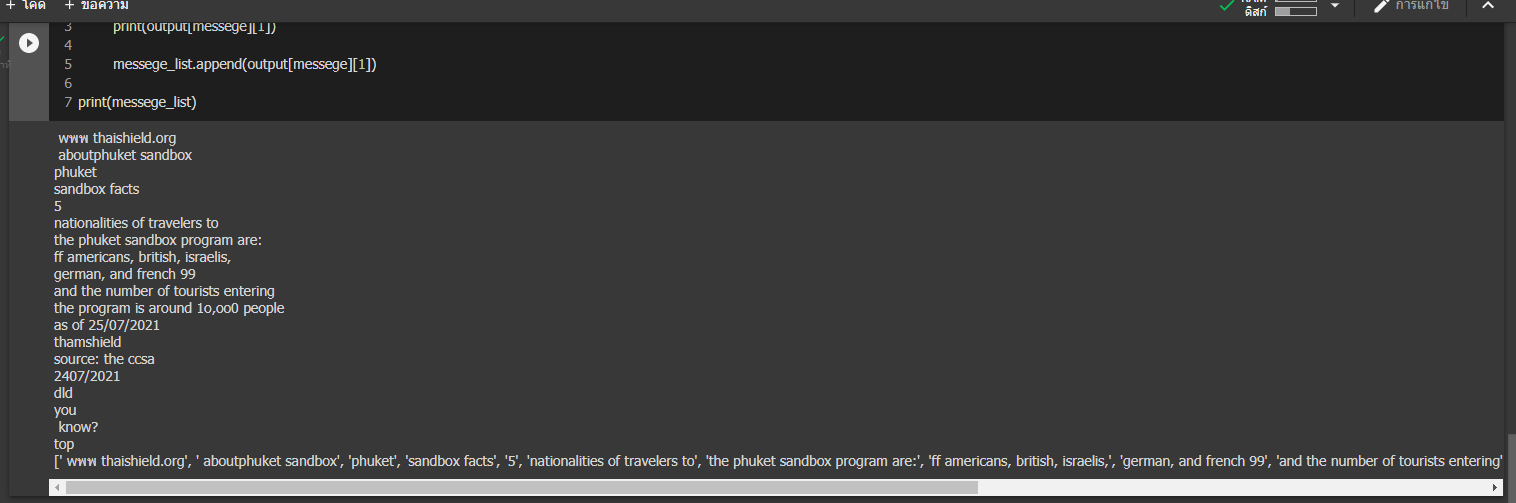 + โค้ด + ข้อความ
ดิสก์
การแก้ไข
3 print(output[messege][1])
4
5 messege_list.append(output[messege][1])
6
7 print(messege_list)
พพพ thaishield.org
aboutphuket sandbox
phuket
sandbox facts
5
nationalities of travelers to
the phuket sandbox program are:
ff americans, british, israelis,
german, and french 99
and the number of tourists entering
the program is around 1o,oo0 people
as of 25/07/2021
thamshield
source: the ccsa
2407/2021
dld
you
know?
top
[' พพพ thaishield.org', ' aboutphuket sandbox', 'phuket', 'sandbox facts', '5', 'nationalities of travelers to', 'the phuket sandbox program are:', 'ff americans, british, israelis,', 'german, and french 99', 'and the number of tourists entering'